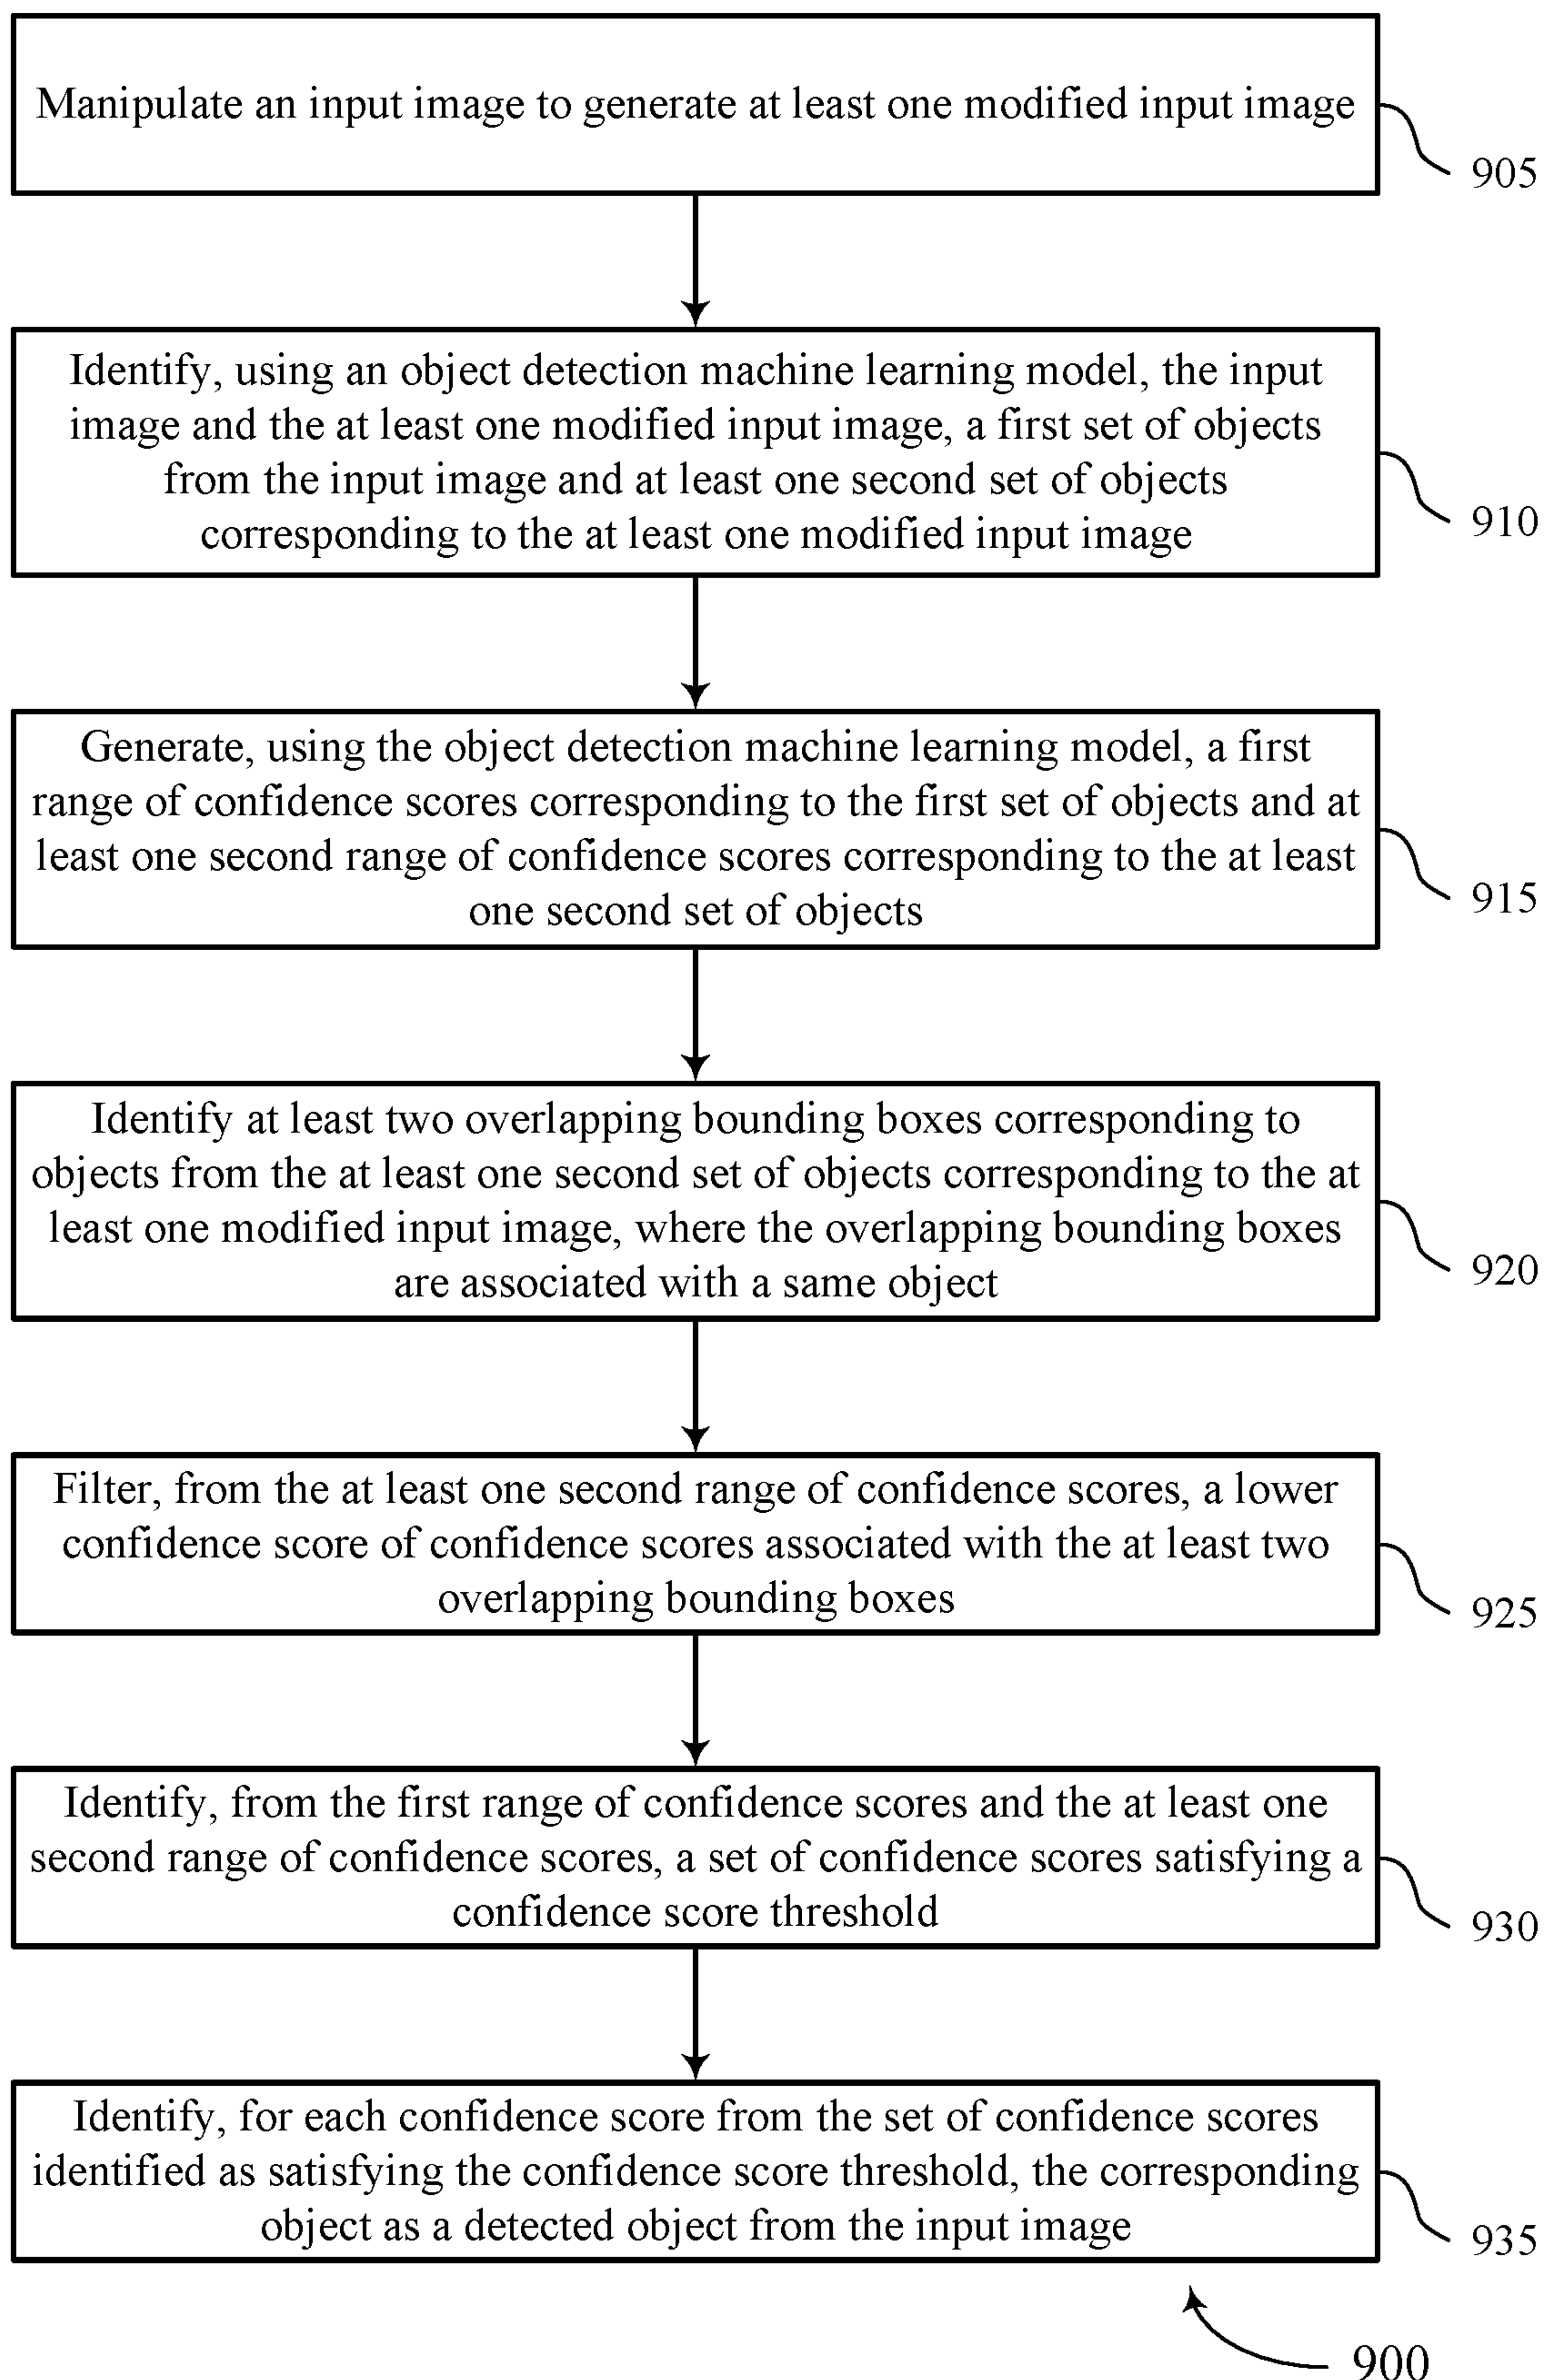 Manipulate an input image to generate at least one modified input image
905
Identify, using an object detection machine learning model, the input
image and the at least one modified input image, a first set of objects
from the input image and at least one second set of objects
corresponding to the at least one modified input image
910
Generate, using the object detection machine learning model, a first
range of confidence scores corresponding to the first set of objects and at
least one second range of confidence scores corresponding to the at least
one second set of objects
915
Identify at least two overlapping bounding boxes corresponding to
objects from the at least one second set of objects corresponding to the at
least one modified input image, where the overlapping bounding boxes
are associated with a same object
920
Filter, from the at least one second range of confidence scores, a lower
confidence score of confidence scores associated with the at least two
overlapping bounding boxes
925
Identify, from the first range of confidence scores and the at least one
second range of confidence scores, a set of confidence scores satisfying a
confidence score threshold
930
Identify, for each confidence score from the set of confidence scores
identified as satisfying the confidence score threshold, the corresponding
object as a detected object from the input image
935
900